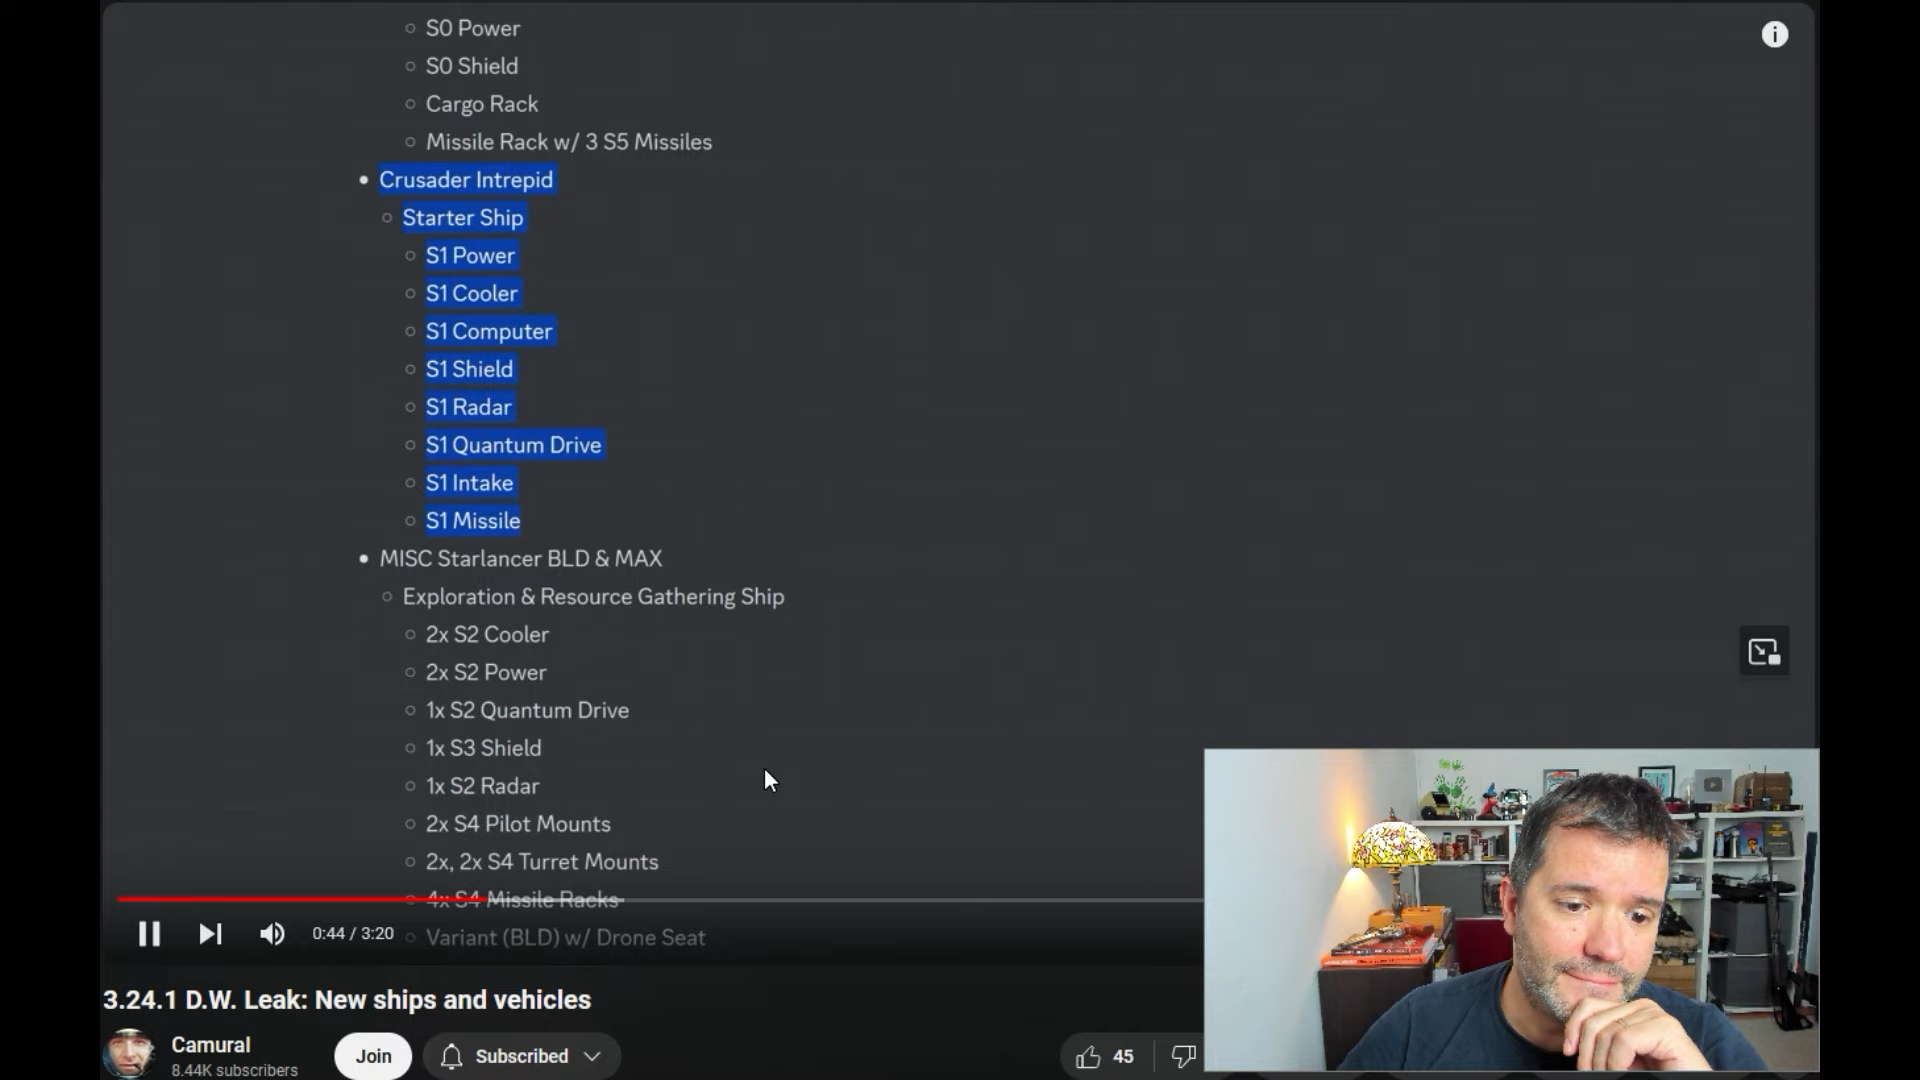 S0 Power
S0 Shield
Cargo Rack
Missile Rack w/ 3 S5 Missiles
Crusader Intrepid
Starter Ship
S1 Power
S1 Cooler
S1 Computer
S1 Shield
S1 Radar
S1 Quantum Drive
S1 Intake
S1 Missile
MISC Starlancer BLD & MAX
Exploration & Resource Gathering Ship
2x S2 Cooler
2x S2 Power
1x S2 Quantum Drive
1x S3 Shield
1x S2 Radar
2x S4 Pilot Mounts
2x, 2x S4 Turret Mounts
4x S4 Missile Racks
Variant (BLD) w/ Drone Seat
0:44 / 3:20
3.24.1 D.W. Leak: New ships and vehicles
Camural
8.44K subscribers
Join
Subscribed
45